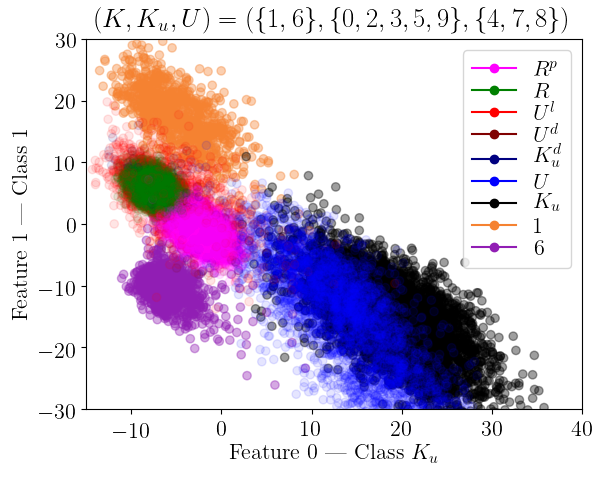 (K, K_u, U) = ({1, 6}, {0, 2, 3, 5, 9}, {4, 7, 8})
30
20
10
0
−10
−20
−30
Feature 1 — Class 1
R^p
R
U^l
U^d
K_u^d
U
K_u
1
6
−10
0
10
20
30
40
Feature 0 — Class K_u